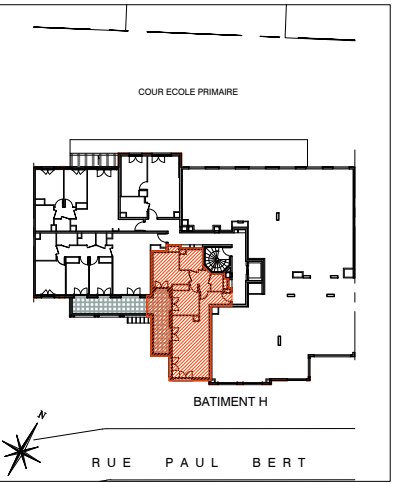 COUR ECOLE PRIMAIRE
BATIMENT H
N
RUE PAUL BERT